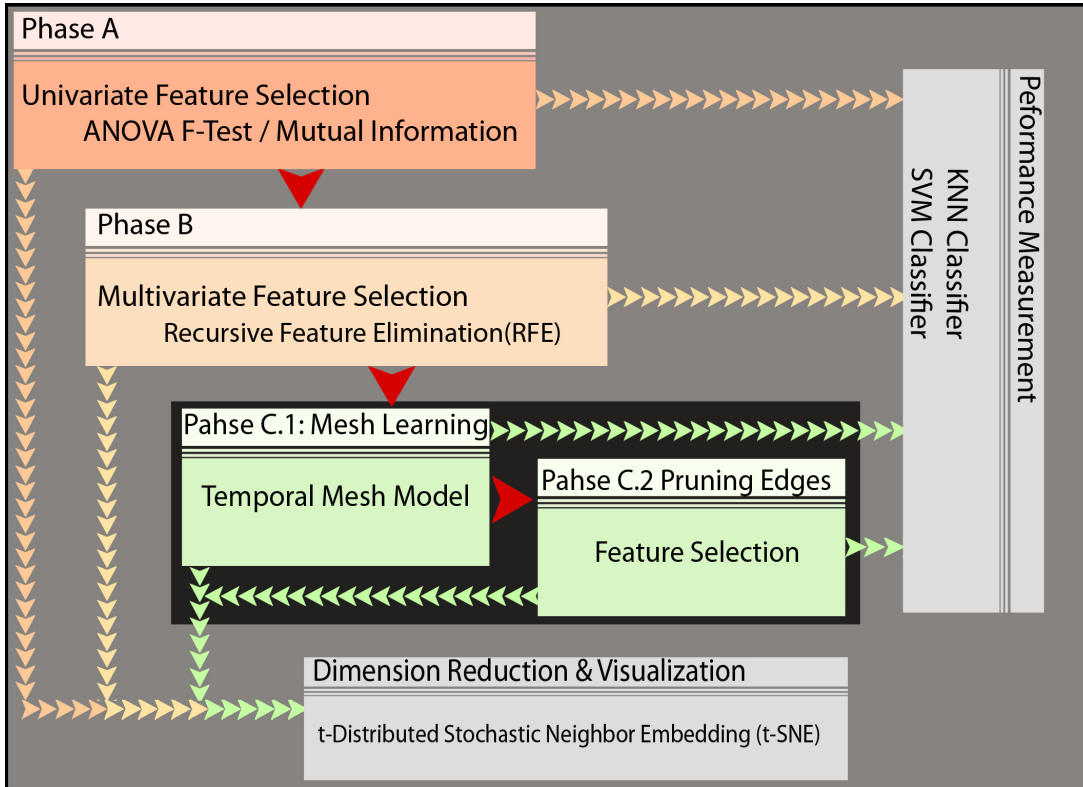 Phase A
Univariate Feature Selection
ANOVA F-Test / Mutual Information
Phase B
Multivariate Feature Selection
Recursive Feature Elimination(RFE)
Pahse C.1: Mesh Learning
Temporal Mesh Model
Pahse C.2 Pruning Edges
Feature Selection
Peformance Measurement
KNN Classifier
SVM Classifier
Dimension Reduction & Visualization
t-Distributed Stochastic Neighbor Embedding (t-SNE)